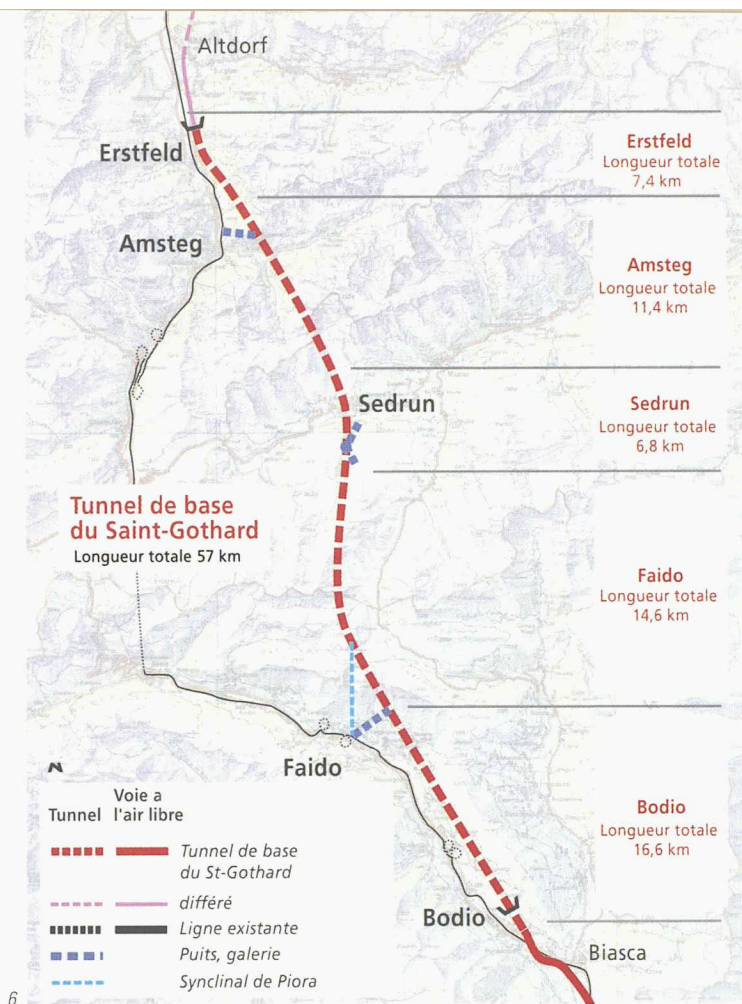 Altdorf
Erstfeld
Erstfeld
Longueur totale
7,4 km
Amsteg
Amsteg
Longueur totale
11,4 km
Sedrun
Sedrun
Longueur totale
6,8 km
Tunnel de base
du Saint-Gothard
Longueur totale 57 km
Faido
Longueur totale
14,6 km
Faido
N
Voie a
Tunnel l'air libre
Tunnel de base
du St-Gothard
différé
Ligne existante
Puits, galerie
Synclinal de Piora
Bodio
Longueur totale
16,6 km
Bodio
Biasca
6